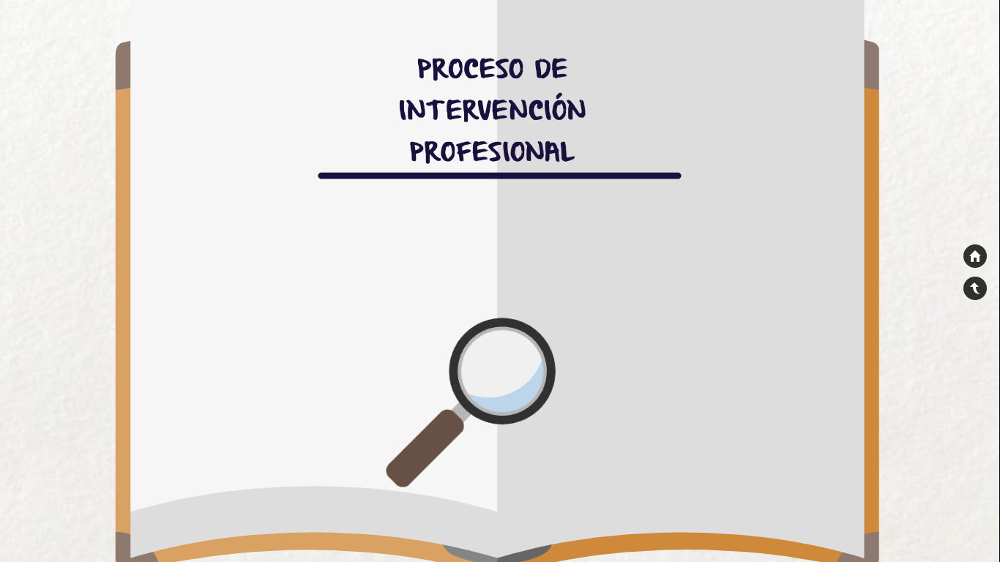 PROCESO DE
INTERVENCIÓN
PROFESIONAL